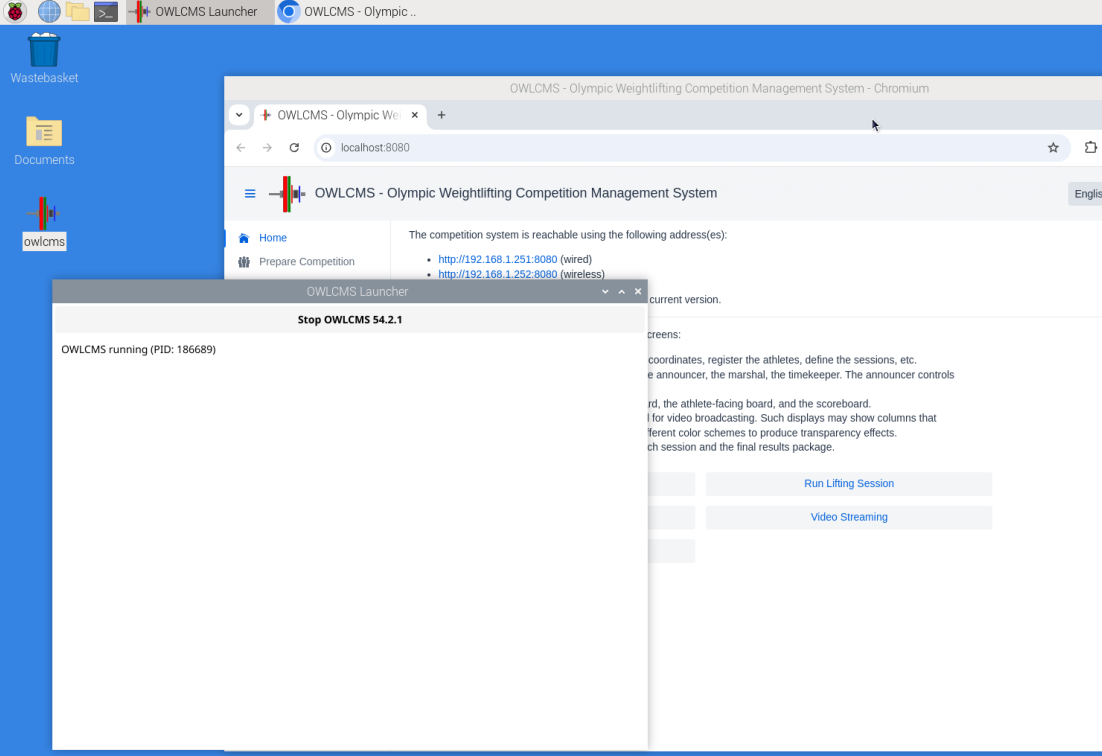 OWLCMS Launcher
OWLCMS - Olympic ..
Wastebasket
Documents
owlcms
OWLCMS - Olympic Weightlifting Competition Management System - Chromium
OWLCMS - Olympic We
localhost:8080
OWLCMS - Olympic Weightlifting Competition Management System
Englis
Home
Prepare Competition
The competition system is reachable using the following address(es):
http://192.168.1.251:8080 (wired)
http://192.168.1.252:8080 (wireless)
current version.
creens:
coordinates, register the athletes, define the sessions, etc.
e announcer, the marshal, the timekeeper. The announcer controls
rd, the athlete-facing board, and the scoreboard.
l for video broadcasting. Such displays may show columns that
fferent color schemes to produce transparency effects.
ch session and the final results package.
Run Lifting Session
Video Streaming
OWLCMS Launcher
Stop OWLCMS 54.2.1
OWLCMS running (PID: 186689)